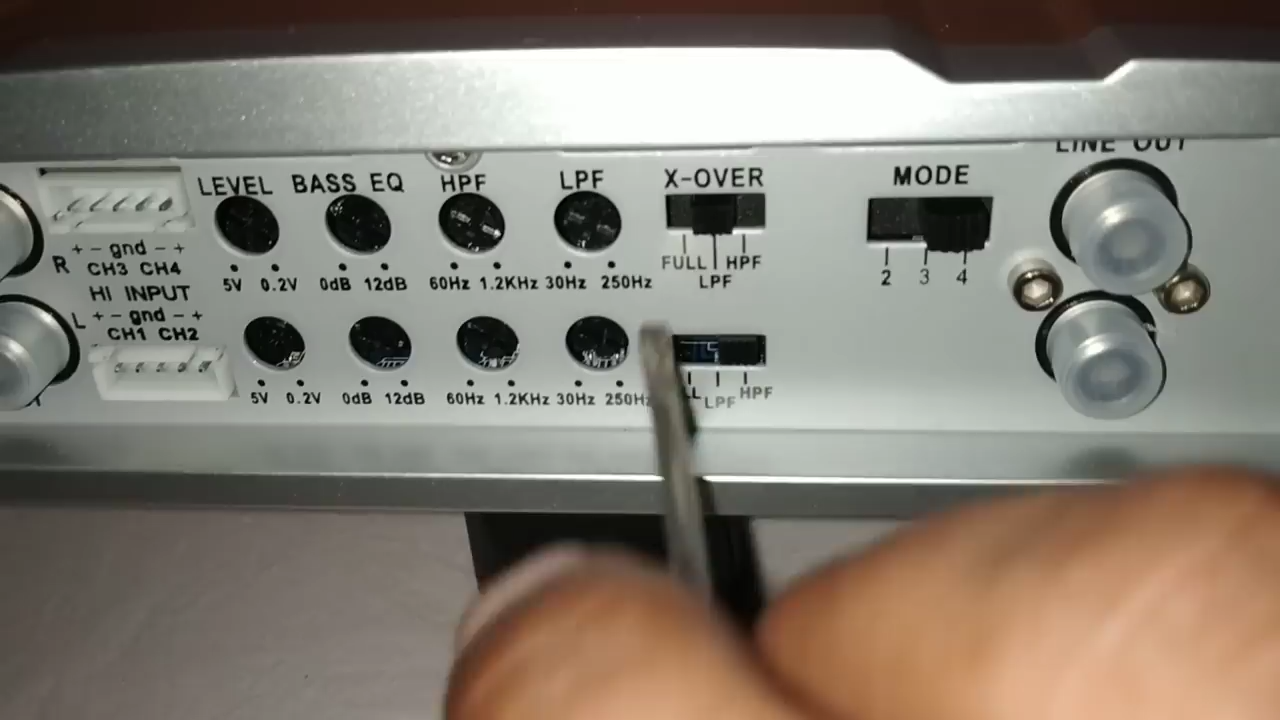 LINE OUT
LEVEL BASS EQ HPF LPF X-OVER MODE
+ - gnd - +
R CH3 CH4
5V 0.2V 0dB 12dB 60Hz 1.2KHz 30Hz 250Hz
FULL HPF
LPF
2 3 4
HI INPUT
L + - gnd - +
CH1 CH2
5V 0.2V 0dB 12dB 60Hz 1.2KHz 30Hz
LPF HPF